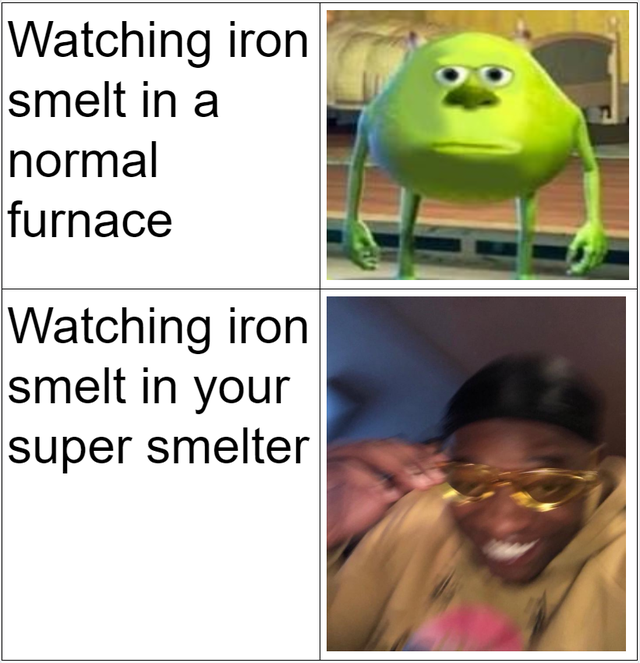 Watching iron
smelt in a
normal
furnace
Watching iron
smelt in your
super smelter